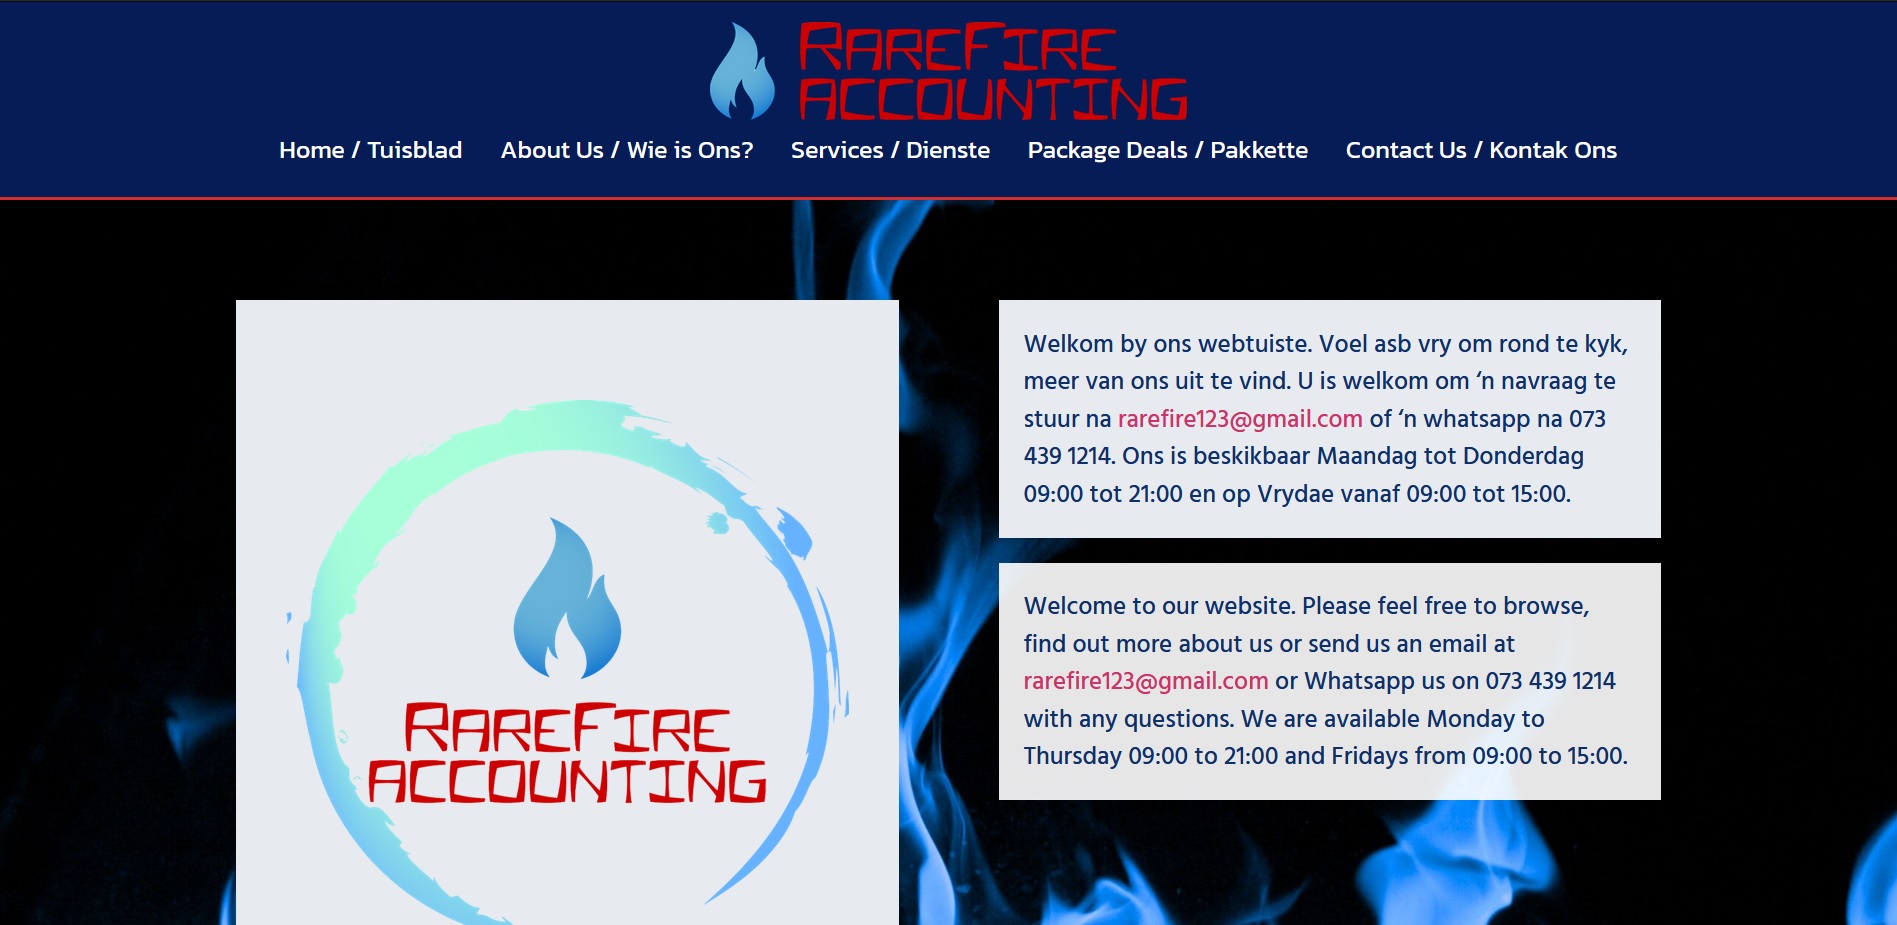 RareFire
Accounting
Home / Tuisblad About Us / Wie is Ons? Services / Dienste Package Deals / Pakkette Contact Us / Kontak Ons
RareFire
Accounting
Welkom by ons webtuiste. Voel asb vry om rond te kyk,
meer van ons uit te vind. U is welkom om ‘n navraag te
stuur na rarefire123@gmail.com of ‘n whatsapp na 073
439 1214. Ons is beskikbaar Maandag tot Donderdag
09:00 tot 21:00 en op Vrydae vanaf 09:00 tot 15:00.
Welcome to our website. Please feel free to browse,
find out more about us or send us an email at
rarefire123@gmail.com or Whatsapp us on 073 439 1214
with any questions. We are available Monday to
Thursday 09:00 to 21:00 and Fridays from 09:00 to 15:00.